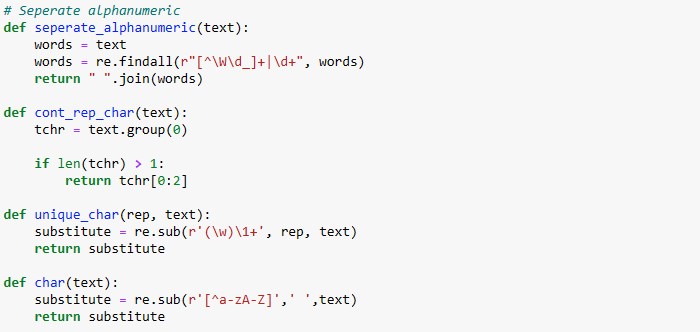 # Seperate alphanumeric
def seperate_alphanumeric(text):
    words = text
    words = re.findall(r"[^\W\d_]+|\d+", words)
    return " ".join(words)

def cont_rep_char(text):
    tchr = text.group(0)

    if len(tchr) > 1:
        return tchr[0:2]

def unique_char(rep, text):
    substitute = re.sub(r'(\w)\1+', rep, text)
    return substitute

def char(text):
    substitute = re.sub(r'[^a-zA-Z]',' ',text)
    return substitute